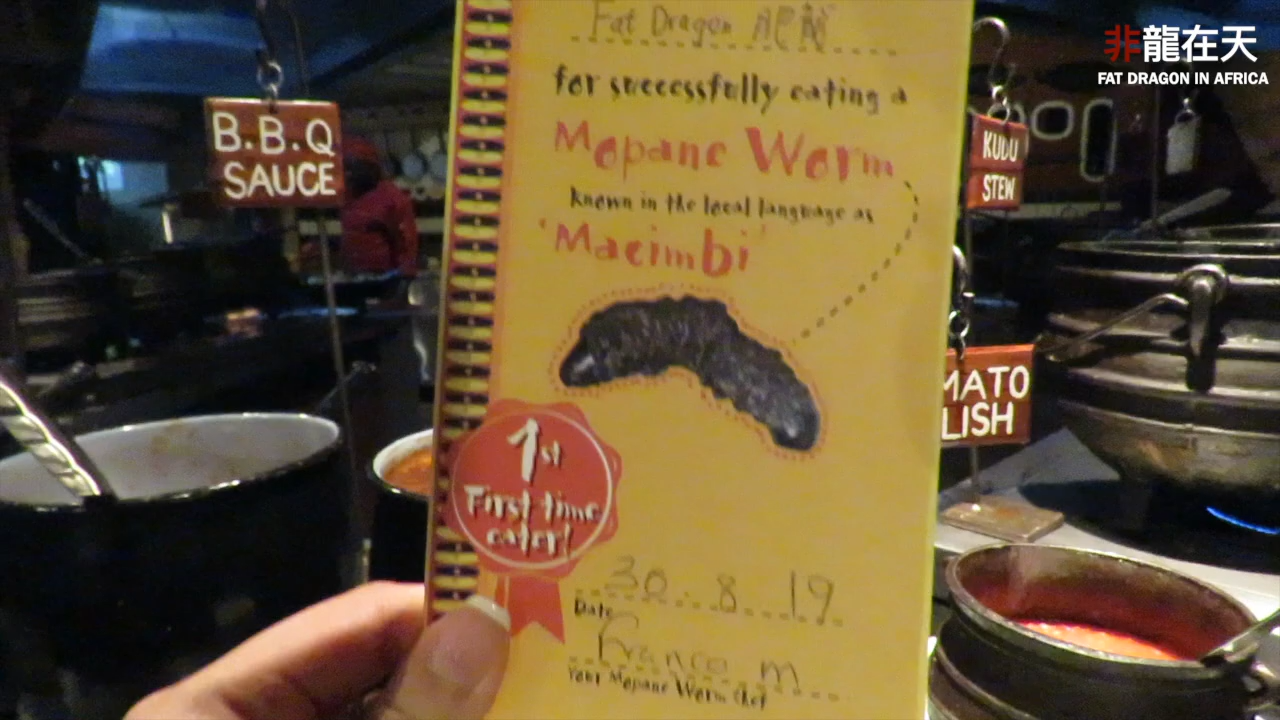 非龍在天
FAT DRAGON IN AFRICA
B.B.Q
SAUCE
KUDU
STEW
MATO
LISH
Fat Dragon 肥龍
for successfully eating a
Mopane Worm
known in the local language as
'Macimbi'
1st
First time
eater!
30.8.19
Date
Franco m
Your Mopane Worm Chef